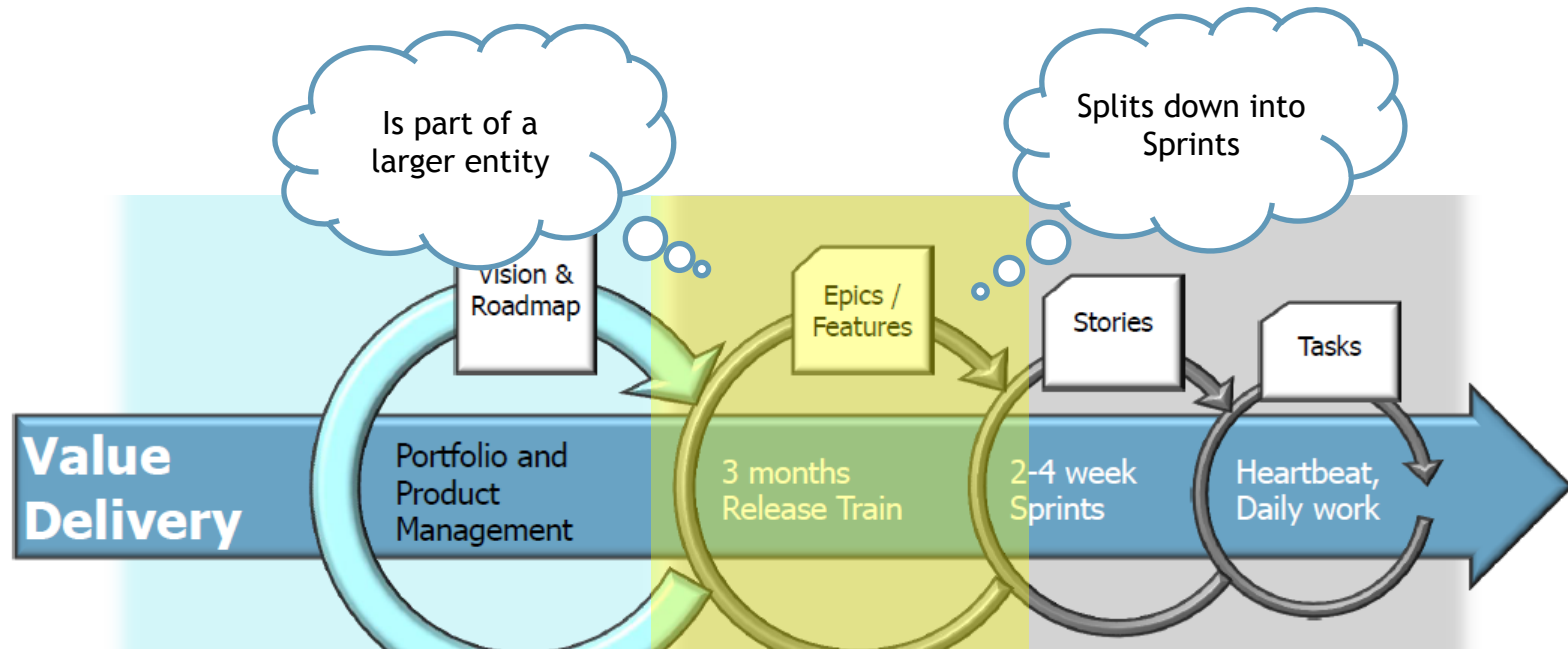 Is part of a
larger entity
Splits down into
Sprints
Vision &
Roadmap
Epics /
Features
Stories
Tasks
Value
Delivery
Portfolio and
Product
Management
3 months
Release Train
2-4 week
Sprints
Heartbeat,
Daily work